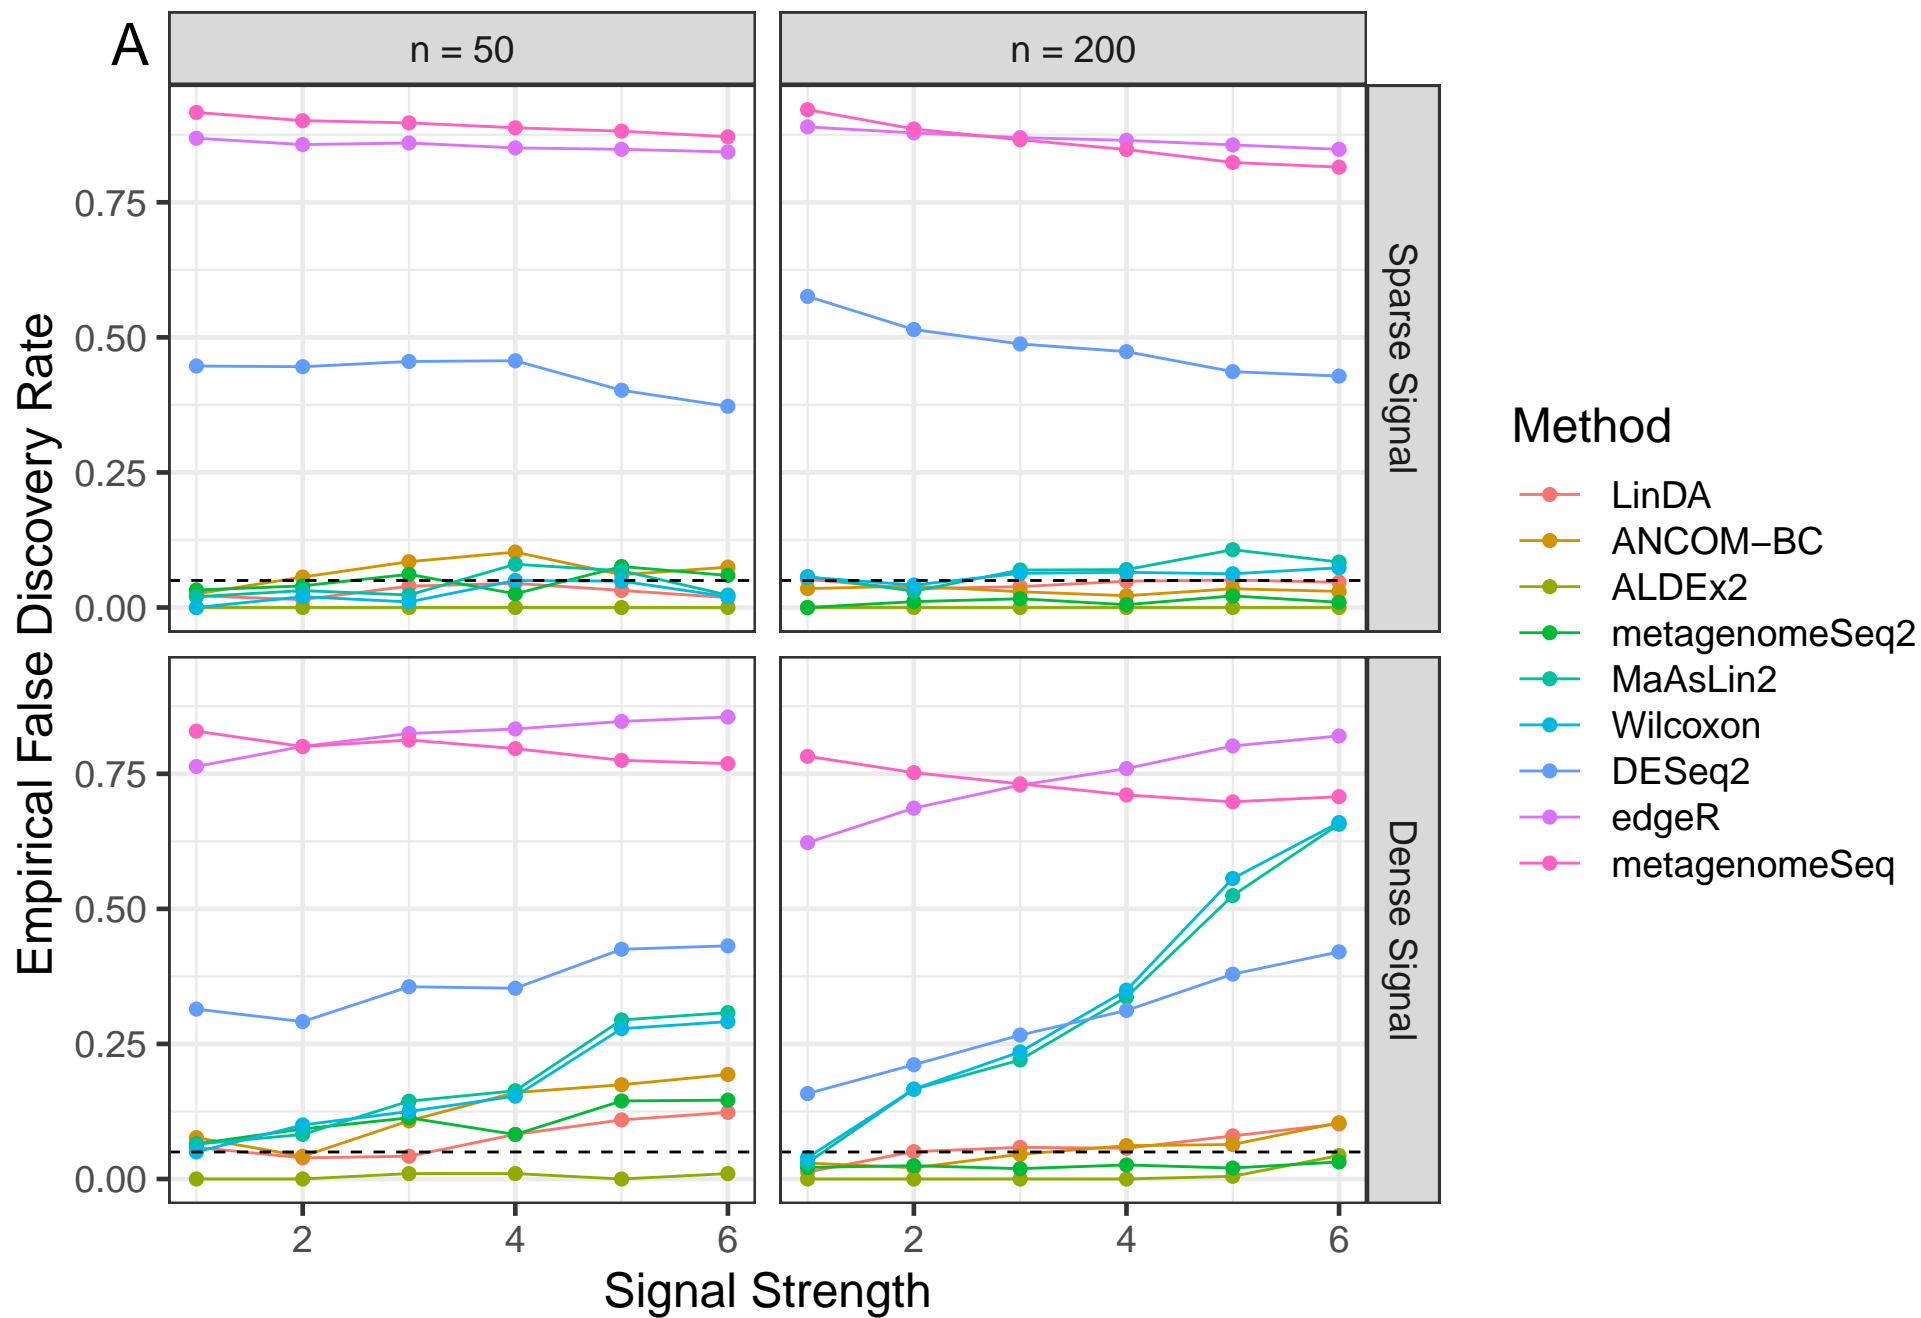 A
n = 50
n = 200
Empirical False Discovery Rate
0.75
0.50
0.25
0.00
Sparse Signal
0.75
0.50
0.25
0.00
Dense Signal
2
4
6
2
4
6
Signal Strength
Method
LinDA
ANCOM−BC
ALDEx2
metagenomeSeq2
MaAsLin2
Wilcoxon
DESeq2
edgeR
metagenomeSeq